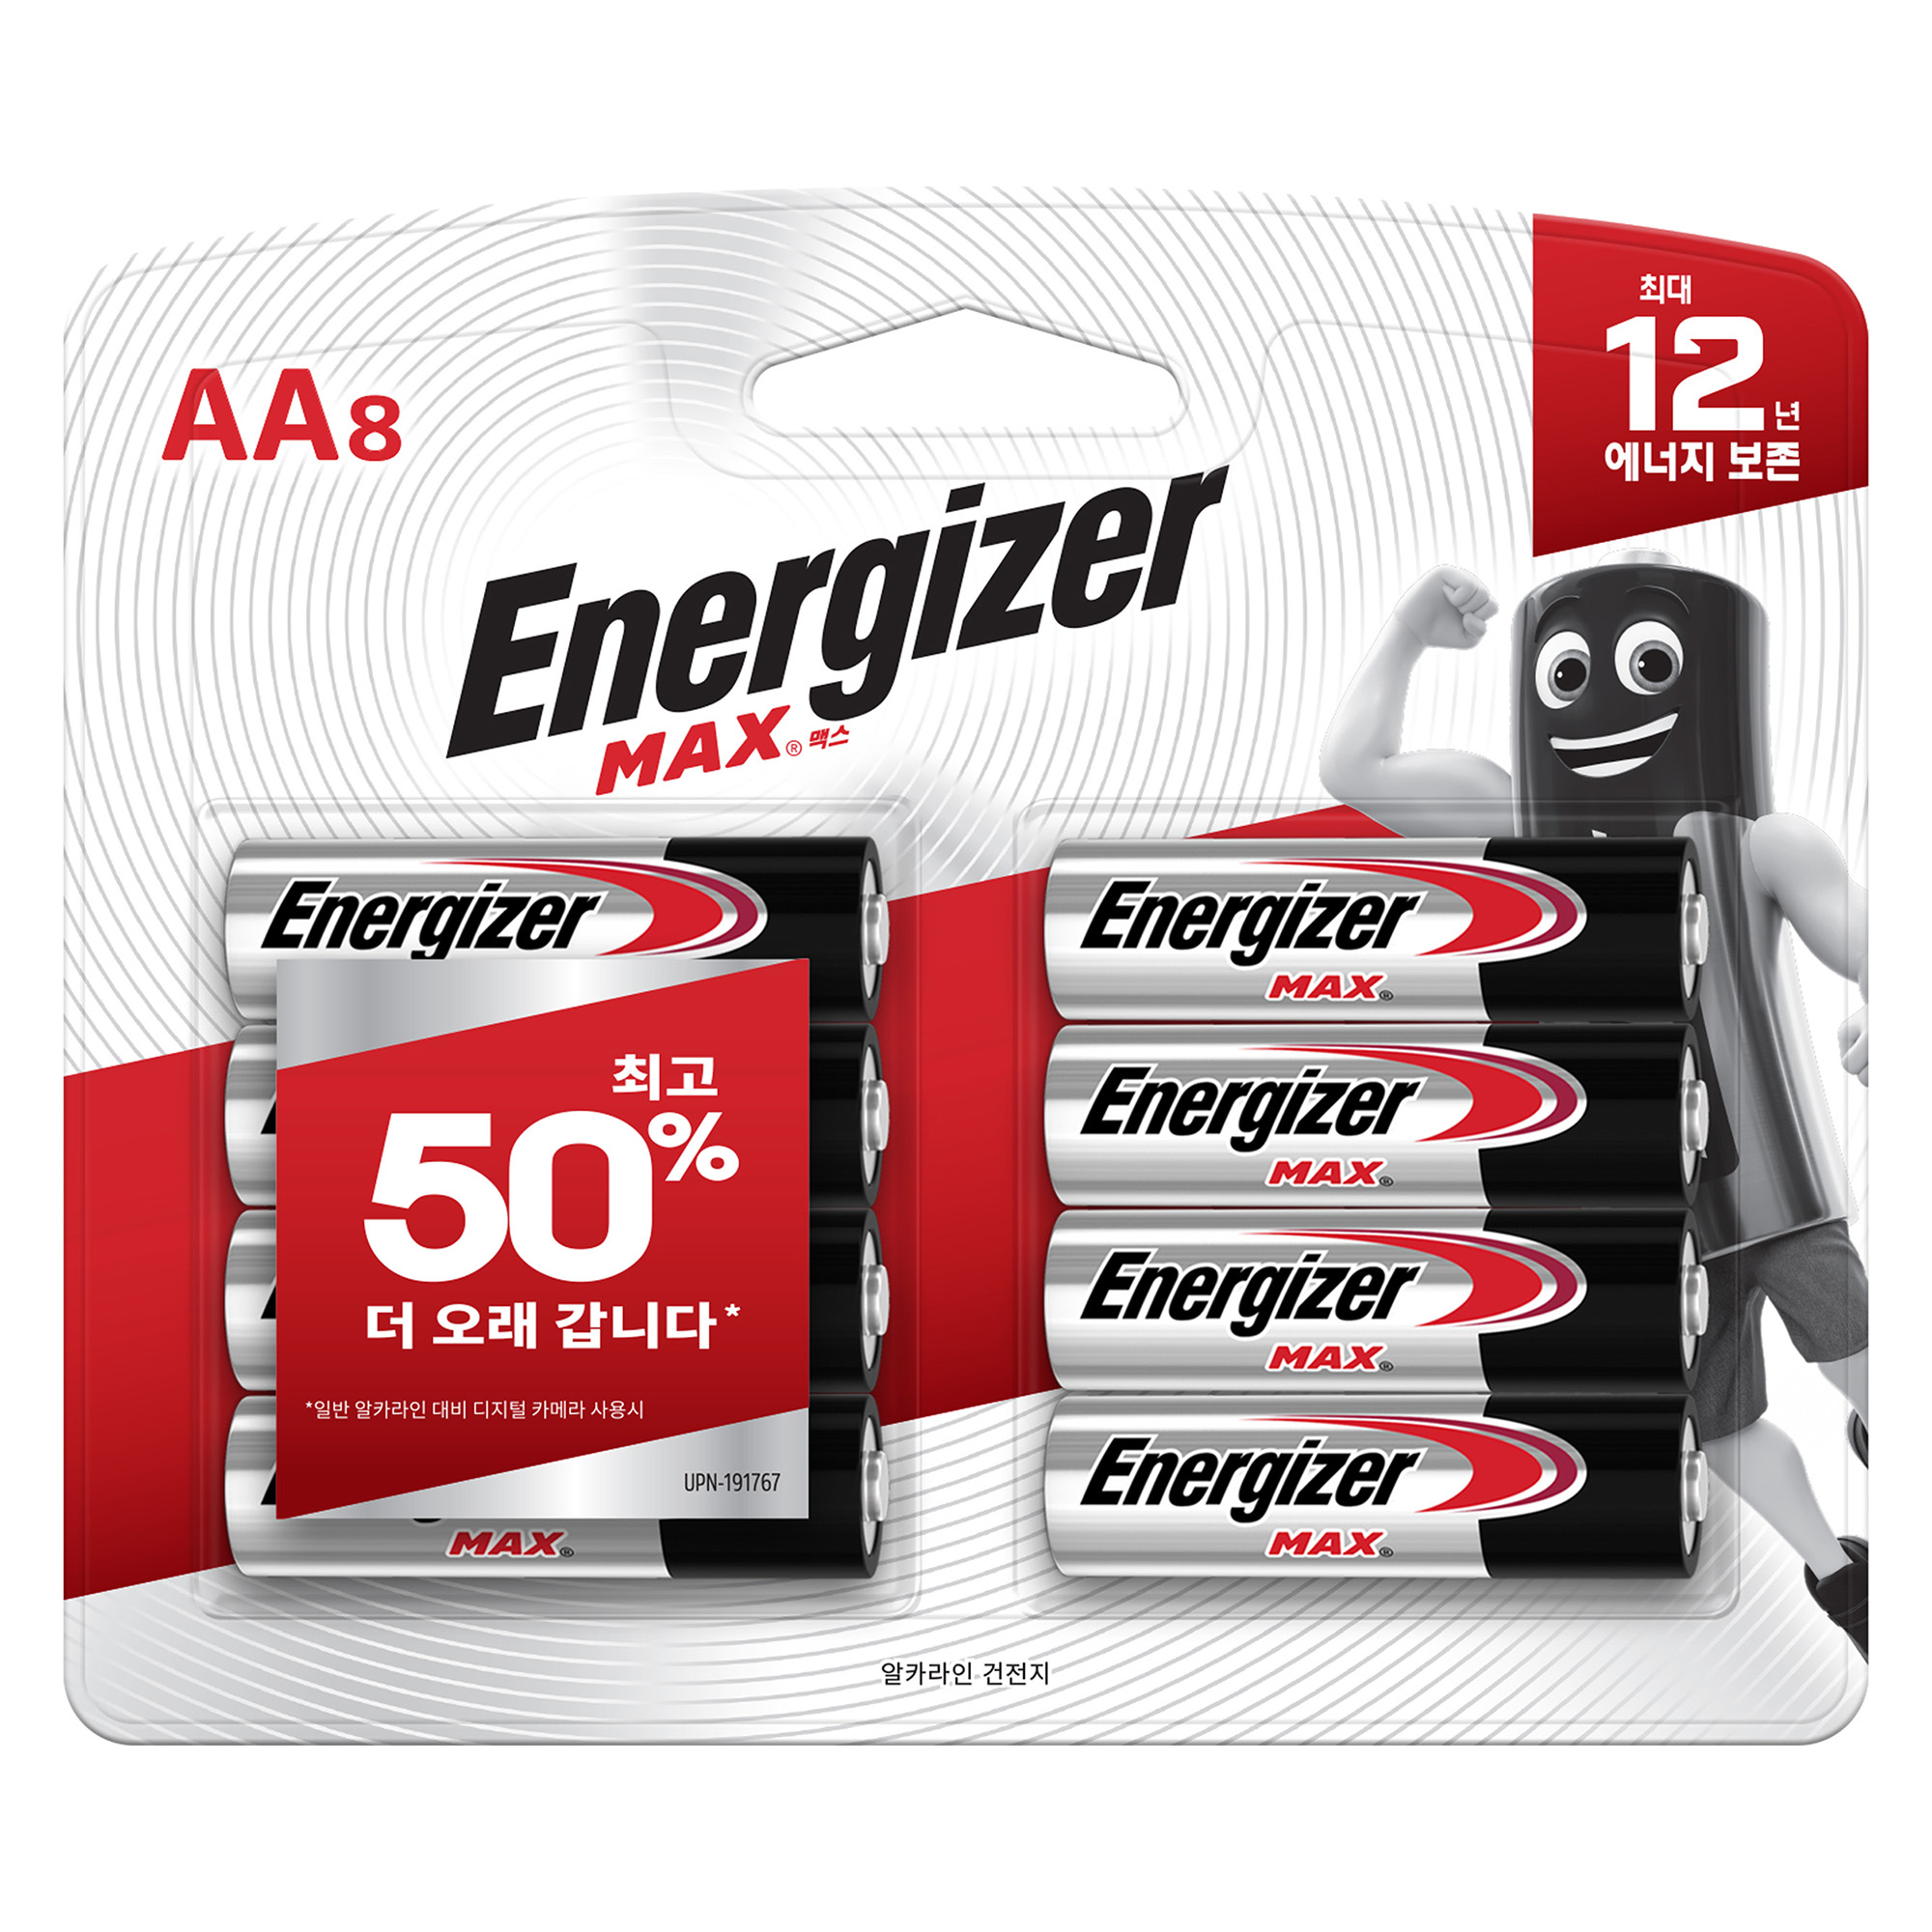 최대
12년
에너지 보존
AA8
Energizer
MAX® 맥스
Energizer
최고
50%
더 오래 갑니다*
*일반 알카라인 대비 디지털 카메라 사용시
UPN-191767
MAX®
Energizer
MAX®
Energizer
MAX®
Energizer
MAX®
Energizer
MAX®
알카라인 건전지